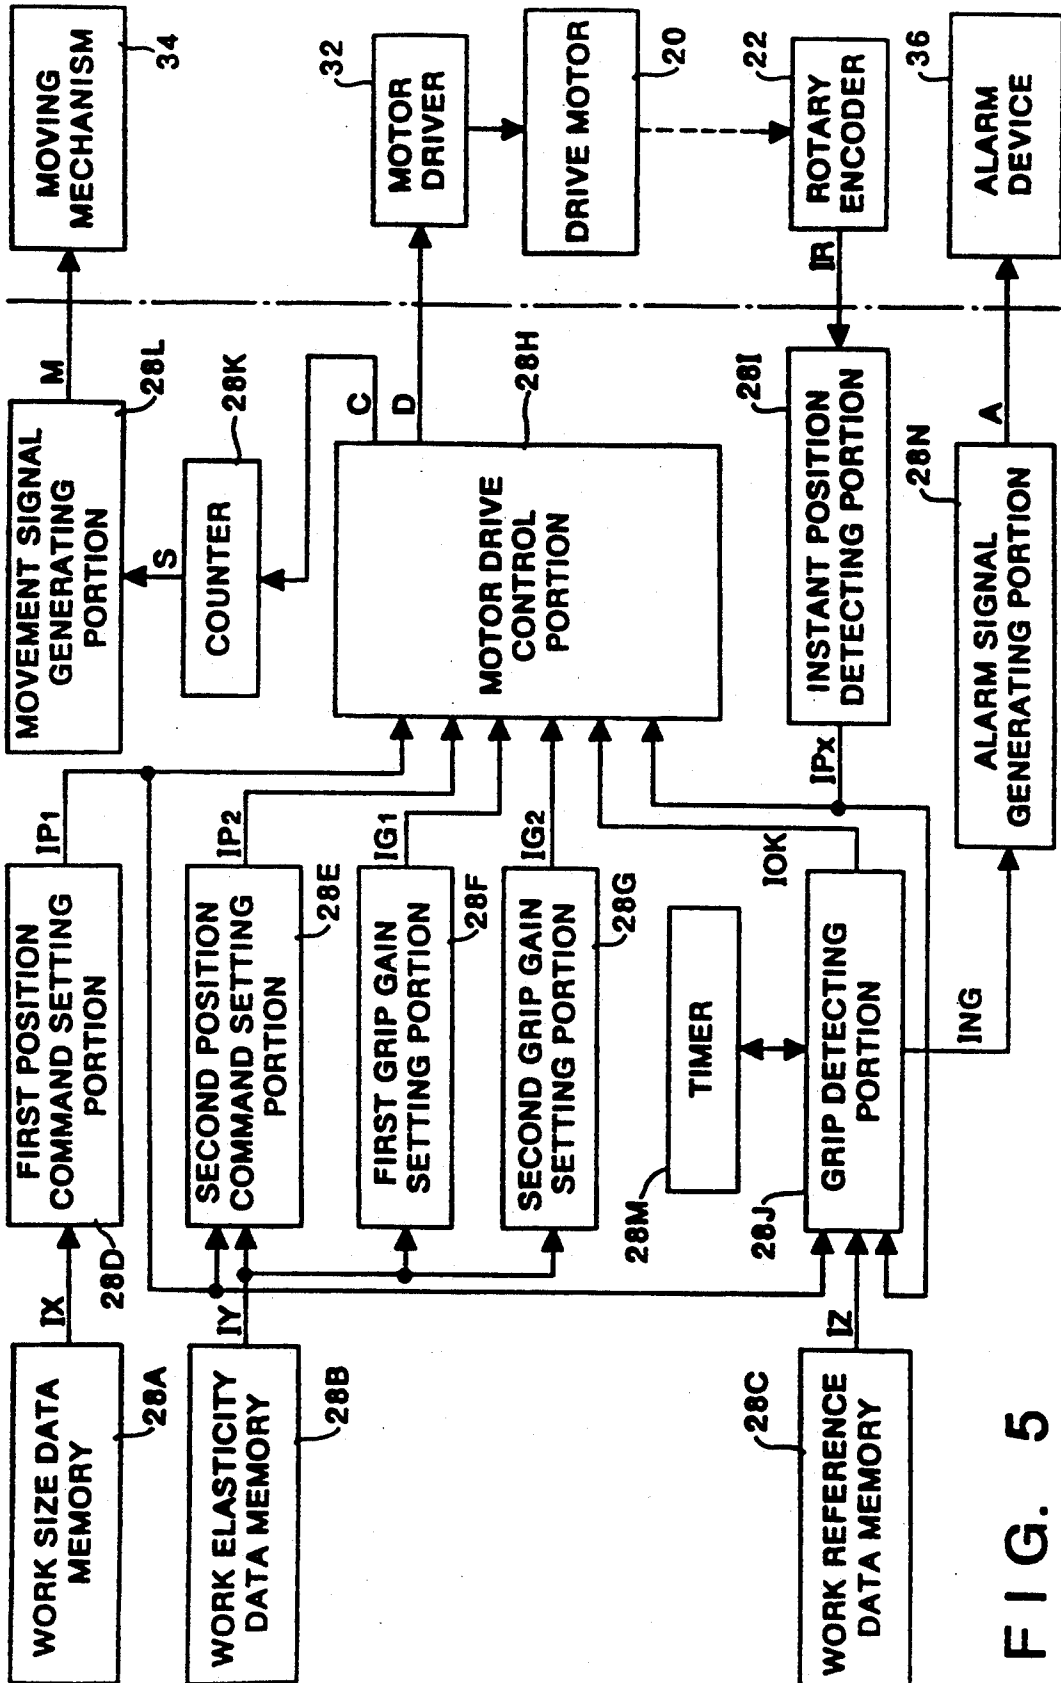 WORK SIZE DATA
MEMORY
28A
IX
FIRST POSITION
COMMAND SETTING
PORTION
28D
IP1
MOVEMENT SIGNAL
GENERATING
PORTION
28L
M
MOVING
MECHANISM
34
S
COUNTER
28K
C
D
WORK ELASTICITY
DATA MEMORY
28B
IY
SECOND POSITION
COMMAND SETTING
PORTION
28E
IP2
FIRST GRIP GAIN
SETTING PORTION
28F
IG1
SECOND GRIP GAIN
SETTING PORTION
28G
IG2
MOTOR DRIVE
CONTROL
PORTION
28H
MOTOR
DRIVER
32
DRIVE MOTOR
20
ROTARY
ENCODER
22
IR
INSTANT POSITION
DETECTING PORTION
28I
IPX
TIMER
28M
WORK REFERENCE
DATA MEMORY
28C
IZ
GRIP DETECTING
PORTION
28J
IOK
ING
ALARM SIGNAL
GENERATING PORTION
28N
A
ALARM
DEVICE
36
FIG. 5